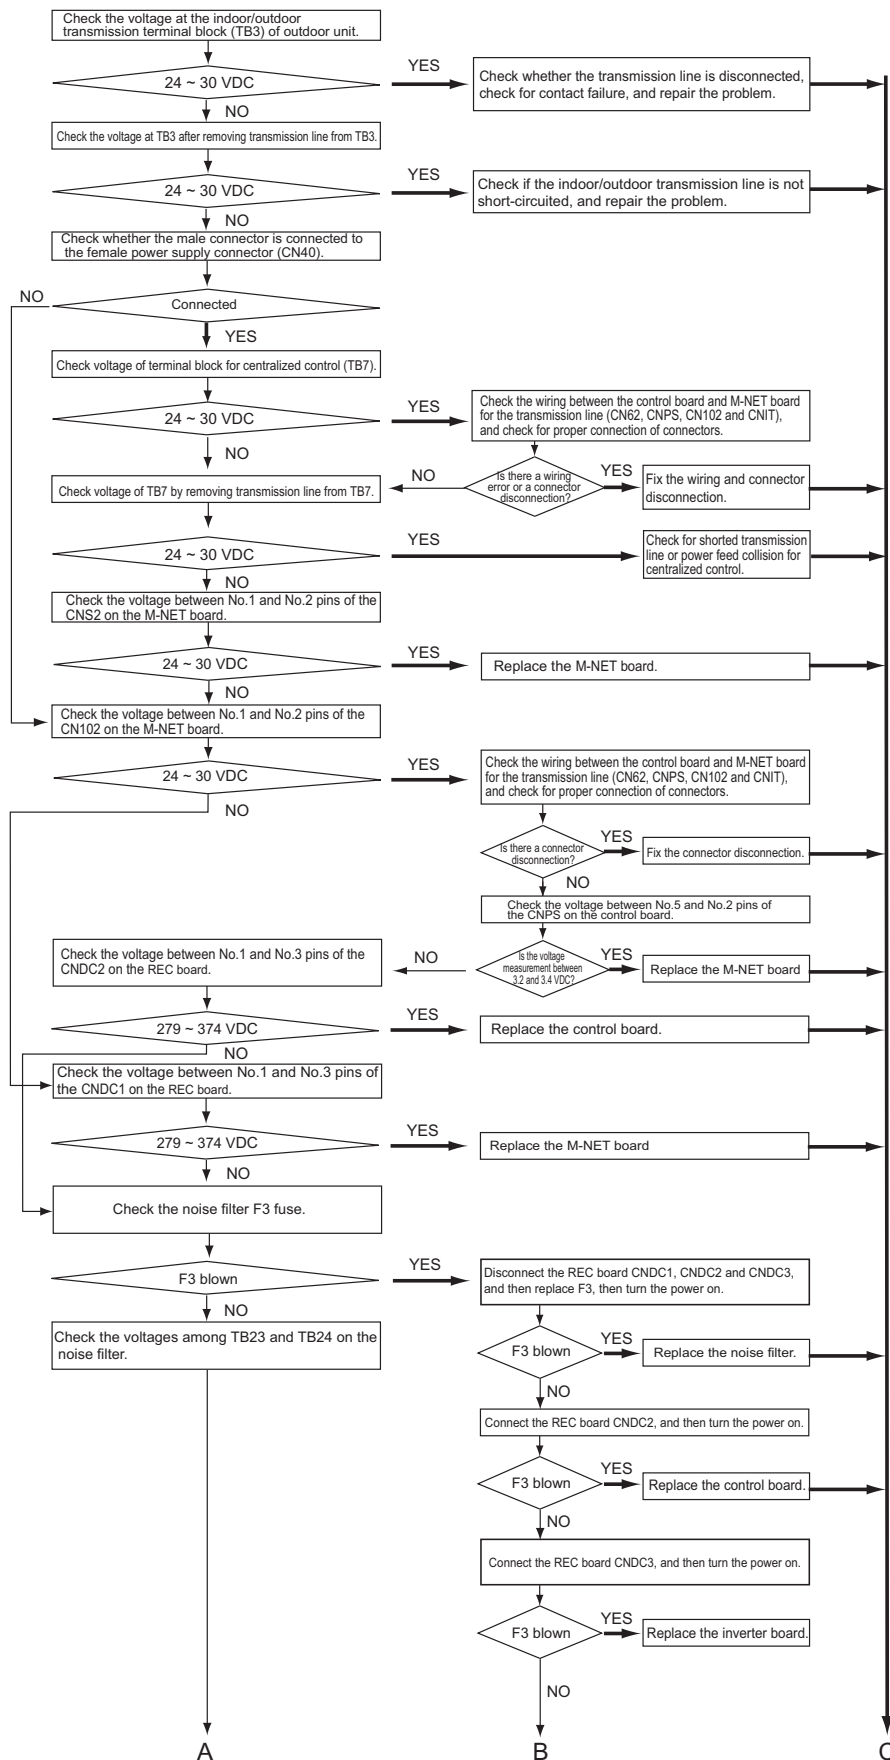 Check the voltage at the indoor/outdoor
transmission terminal block (TB3) of outdoor unit.
24 ~ 30 VDC
YES
Check whether the transmission line is disconnected,
check for contact failure, and repair the problem.
NO
Check the voltage at TB3 after removing transmission line from TB3.
24 ~ 30 VDC
YES
Check if the indoor/outdoor transmission line is not
short-circuited, and repair the problem.
NO
Check whether the male connector is connected to
the female power supply connector (CN40).
NO
Connected
YES
Check voltage of terminal block for centralized control (TB7).
24 ~ 30 VDC
YES
Check the wiring between the control board and M-NET board
for the transmission line (CN62, CNPS, CN102 and CNIT),
and check for proper connection of connectors.
NO
Is there a wiring
error or a connector
disconnection?
YES
Fix the wiring and connector
disconnection.
NO
Check voltage of TB7 by removing transmission line from TB7.
24 ~ 30 VDC
YES
Check for shorted transmission
line or power feed collision for
centralized control.
NO
Check the voltage between No.1 and No.2 pins of the
CNS2 on the M-NET board.
24 ~ 30 VDC
YES
Replace the M-NET board.
NO
Check the voltage between No.1 and No.2 pins of the
CN102 on the M-NET board.
24 ~ 30 VDC
YES
Check the wiring between the control board and M-NET board
for the transmission line (CN62, CNPS, CN102 and CNIT),
and check for proper connection of connectors.
NO
Is there a connector
disconnection?
YES
Fix the connector disconnection.
NO
Check the voltage between No.5 and No.2 pins of
the CNPS on the control board.
Is the voltage
measurement between
3.2 and 3.4 VDC?
YES
Replace the M-NET board
NO
Check the voltage between No.1 and No.3 pins of the
CNDC2 on the REC board.
279 ~ 374 VDC
YES
Replace the control board.
NO
Check the voltage between No.1 and No.3 pins of
the CNDC1 on the REC board.
279 ~ 374 VDC
YES
Replace the M-NET board
NO
Check the noise filter F3 fuse.
F3 blown
YES
Disconnect the REC board CNDC1, CNDC2 and CNDC3,
and then replace F3, then turn the power on.
NO
Check the voltages among TB23 and TB24 on the
noise filter.
F3 blown
YES
Replace the noise filter.
NO
Connect the REC board CNDC2, and then turn the power on.
F3 blown
YES
Replace the control board.
NO
Connect the REC board CNDC3, and then turn the power on.
F3 blown
YES
Replace the inverter board.
NO
A
B
C